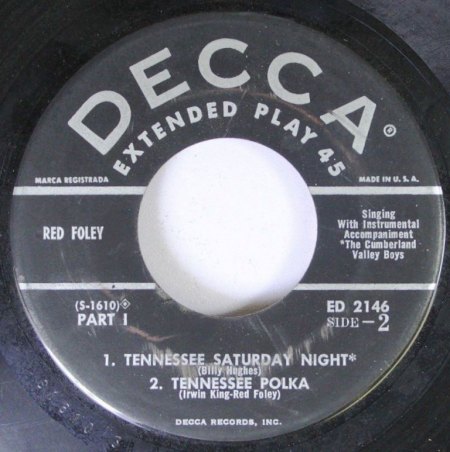 DECCA®
EXTENDED PLAY 45
MARCA REGISTRADA
MADE IN U.S.A.
RED FOLEY
Singing
With Instrumental
Accompaniment
*The Cumberland
Valley Boys
(S-1610)
PART I
ED 2146
SIDE-2
1. TENNESSEE SATURDAY NIGHT*
(Billy Hughes)
2. TENNESSEE POLKA
(Irwin King-Red Foley)
DECCA RECORDS, INC.